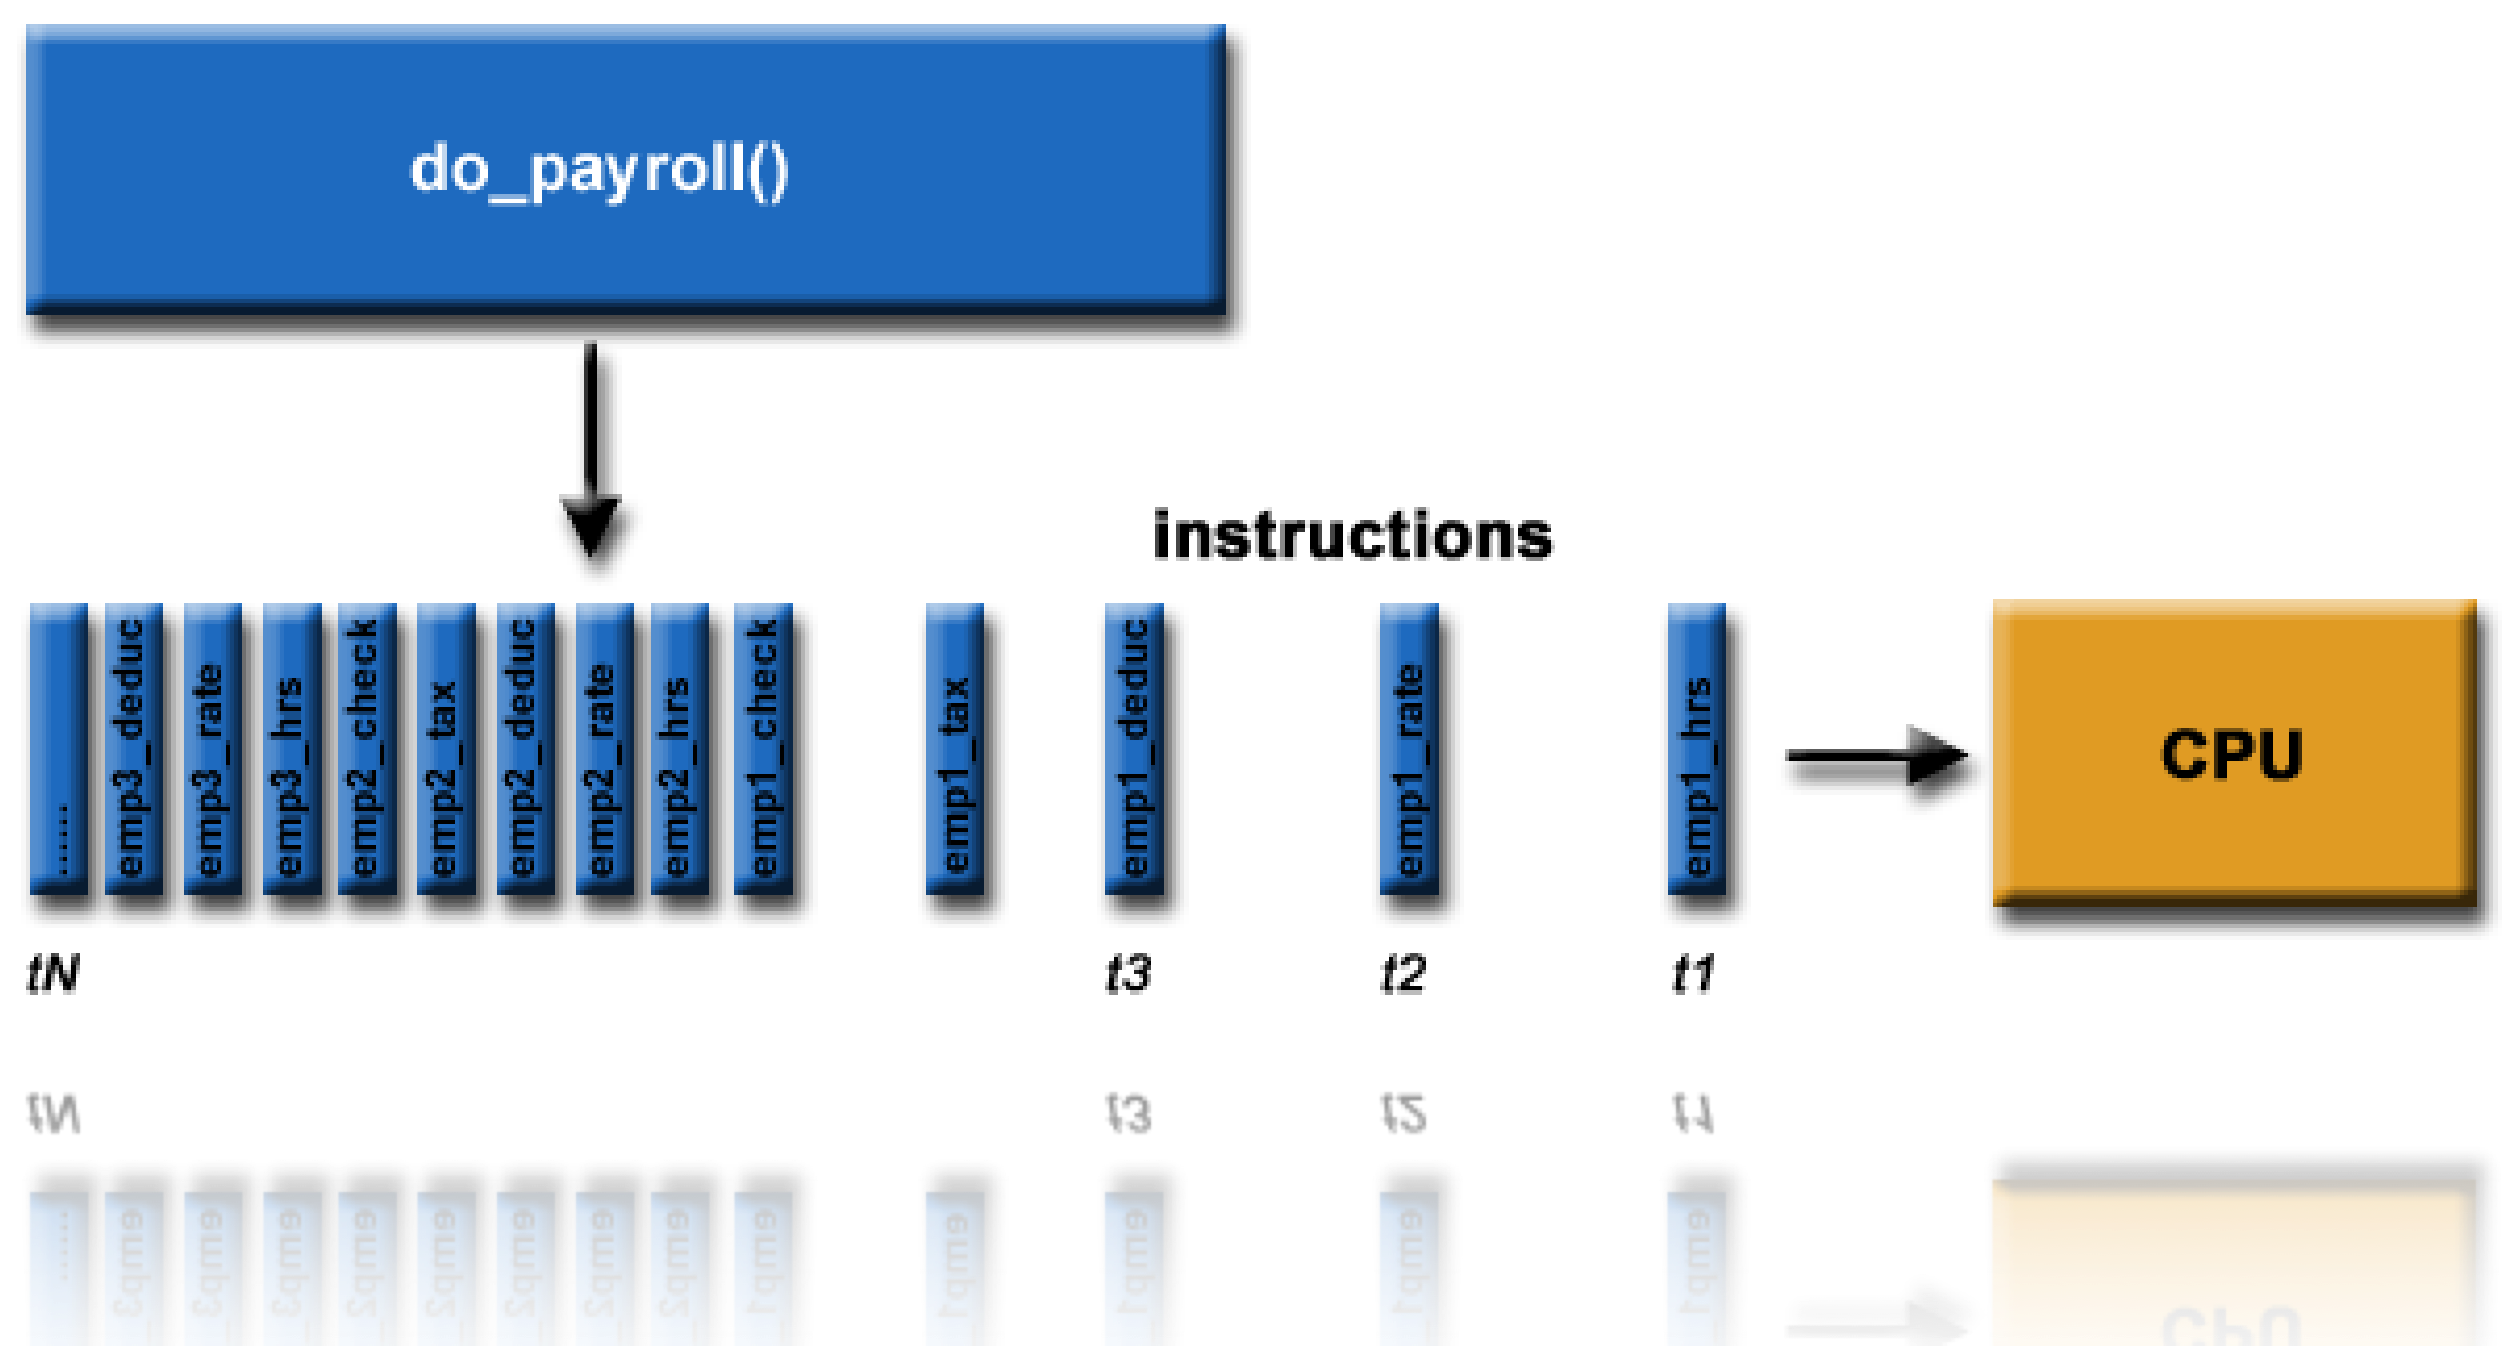 do_payroll()
instructions
......
emp3_deduc
emp3_rate
emp3_hrs
emp2_check
emp2_tax
emp2_deduc
emp2_rate
emp2_hrs
emp1_check
emp1_tax
emp1_deduc
emp1_rate
emp1_hrs
CPU
tN
t3
t2
t1